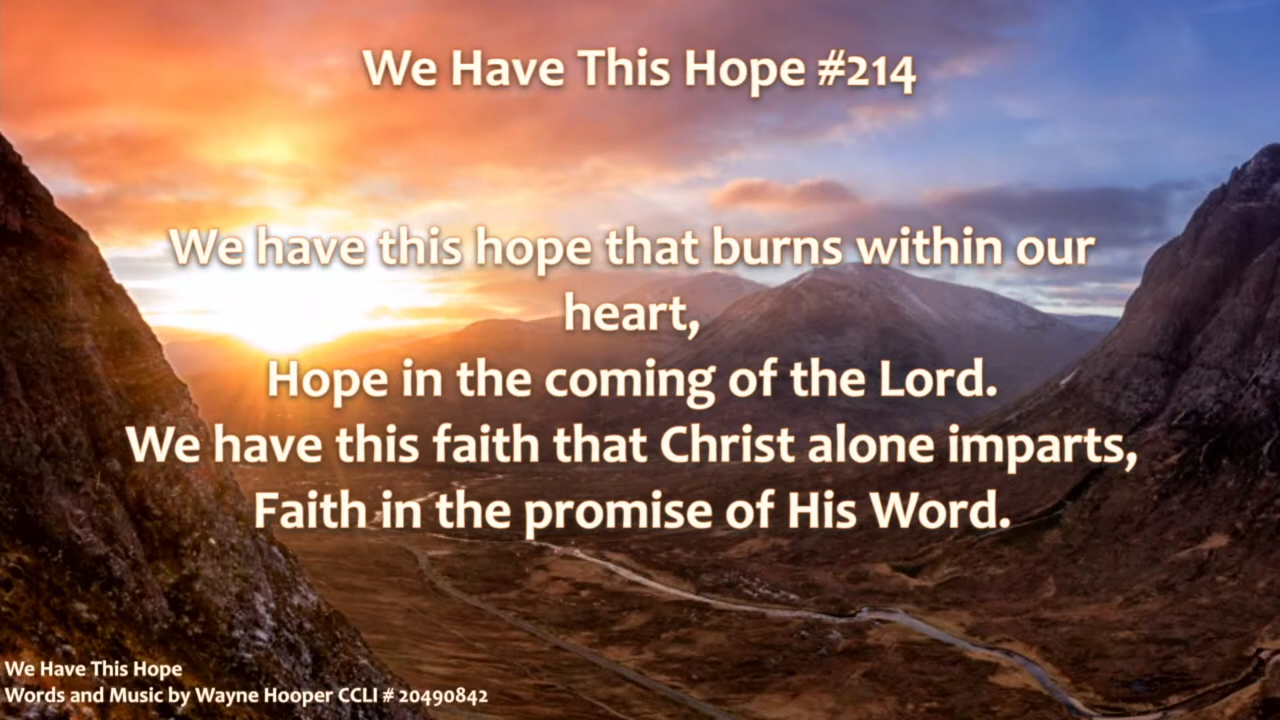 We Have This Hope #214
We have this hope that burns within our
heart,
Hope in the coming of the Lord.
We have this faith that Christ alone imparts,
Faith in the promise of His Word.
We Have This Hope
Words and Music by Wayne Hooper CCLI # 20490842